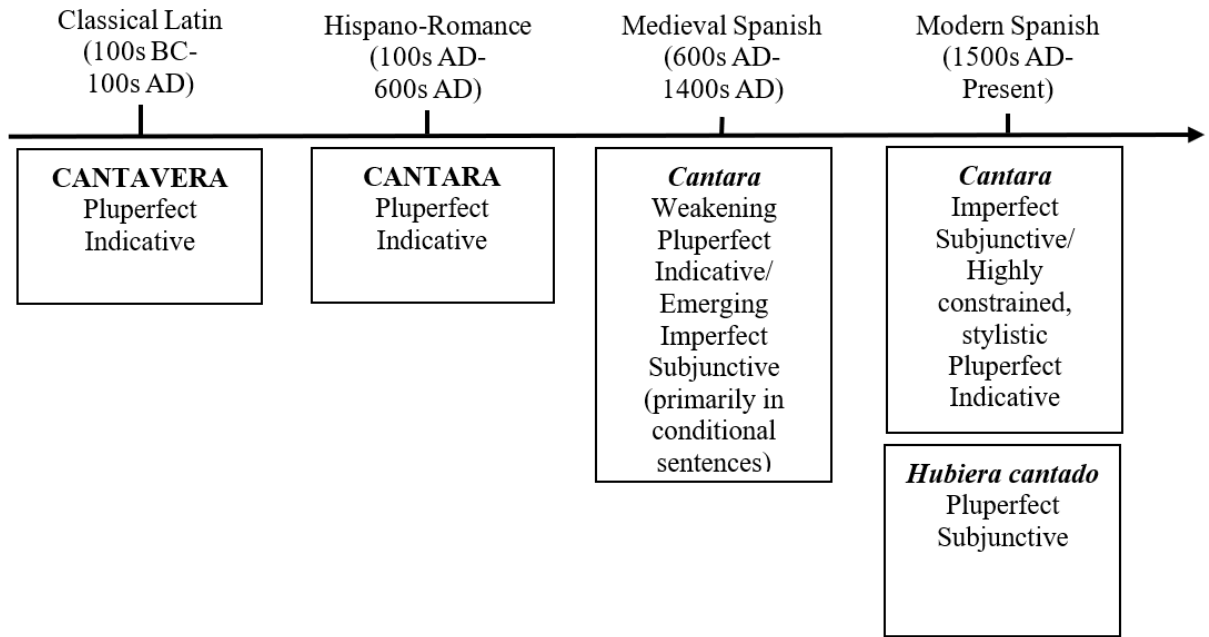 Classical Latin
(100s BC-
100s AD)
Hispano-Romance
(100s AD-
600s AD)
Medieval Spanish
(600s AD-
1400s AD)
Modern Spanish
(1500s AD-
Present)
CANTAVERA
Pluperfect
Indicative
CANTARA
Pluperfect
Indicative
Cantara
Weakening
Pluperfect
Indicative/
Emerging
Imperfect
Subjunctive
(primarily in
conditional
sentences)
Cantara
Imperfect
Subjunctive/
Highly
constrained,
stylistic
Pluperfect
Indicative
Hubiera cantado
Pluperfect
Subjunctive